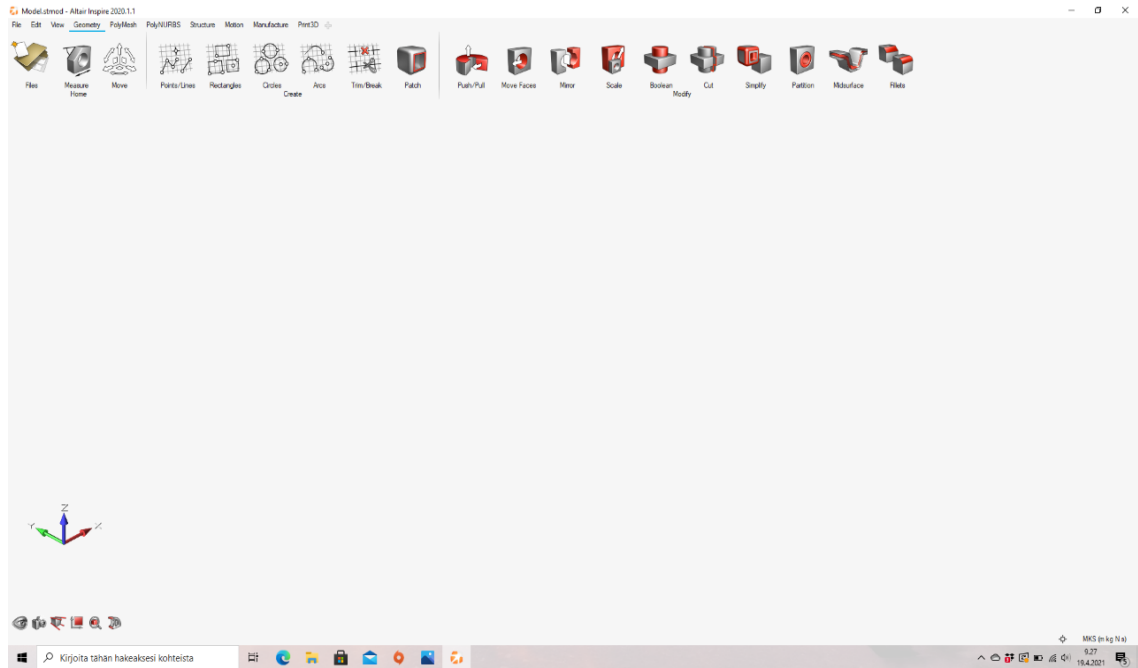 Model.stmod - Altair Inspire 2020.1.1
File Edit View Geometry PolyMesh PolyNURBS Structure Motion Manufacture Print3D
Files Measure Move Points/Lines Rectangles Circles Arcs Trim/Break Patch Push/Pull Move Faces Mirror Scale Boolean Cut Simplify Partition Midsurface Fillets
Home Create Modify
Z
Y X
MKS (m kg N s)
Kirjoita tähän hakeaksesi kohteista
9.27
19.4.2021
5